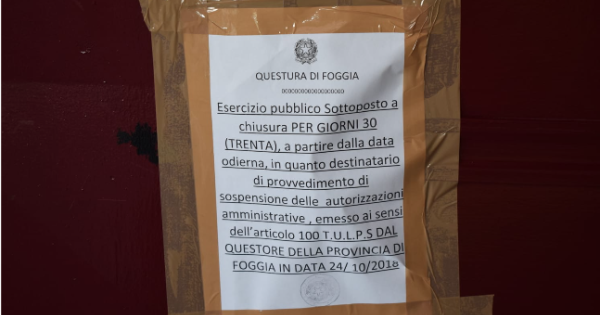 QUESTURA DI FOGGIA
oooooooooooooooooo
Esercizio pubblico Sottoposto a
chiusura PER GIORNI 30
(TRENTA), a partire dalla data
odierna, in quanto destinatario
di provvedimento di
sospensione delle autorizzazioni
amministrative , emesso ai sensi
dell'articolo 100 T.U.L.P.S DAL
QUESTORE DELLA PROVINCIA DI
FOGGIA IN DATA 24/ 10/2018